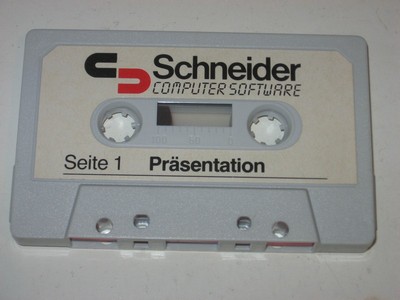 Schneider
COMPUTER SOFTWARE
Seite 1 Präsentation